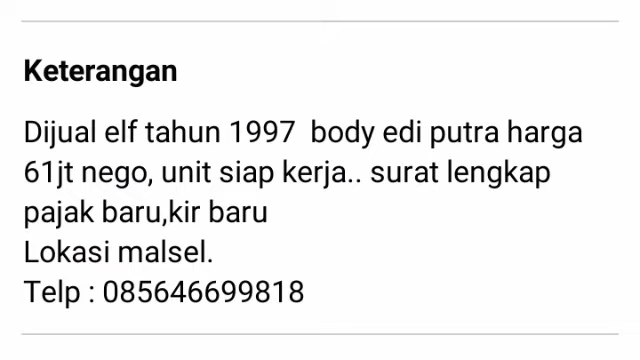 Keterangan
Dijual elf tahun 1997  body edi putra harga
61jt nego, unit siap kerja.. surat lengkap
pajak baru,kir baru
Lokasi malsel.
Telp : 085646699818